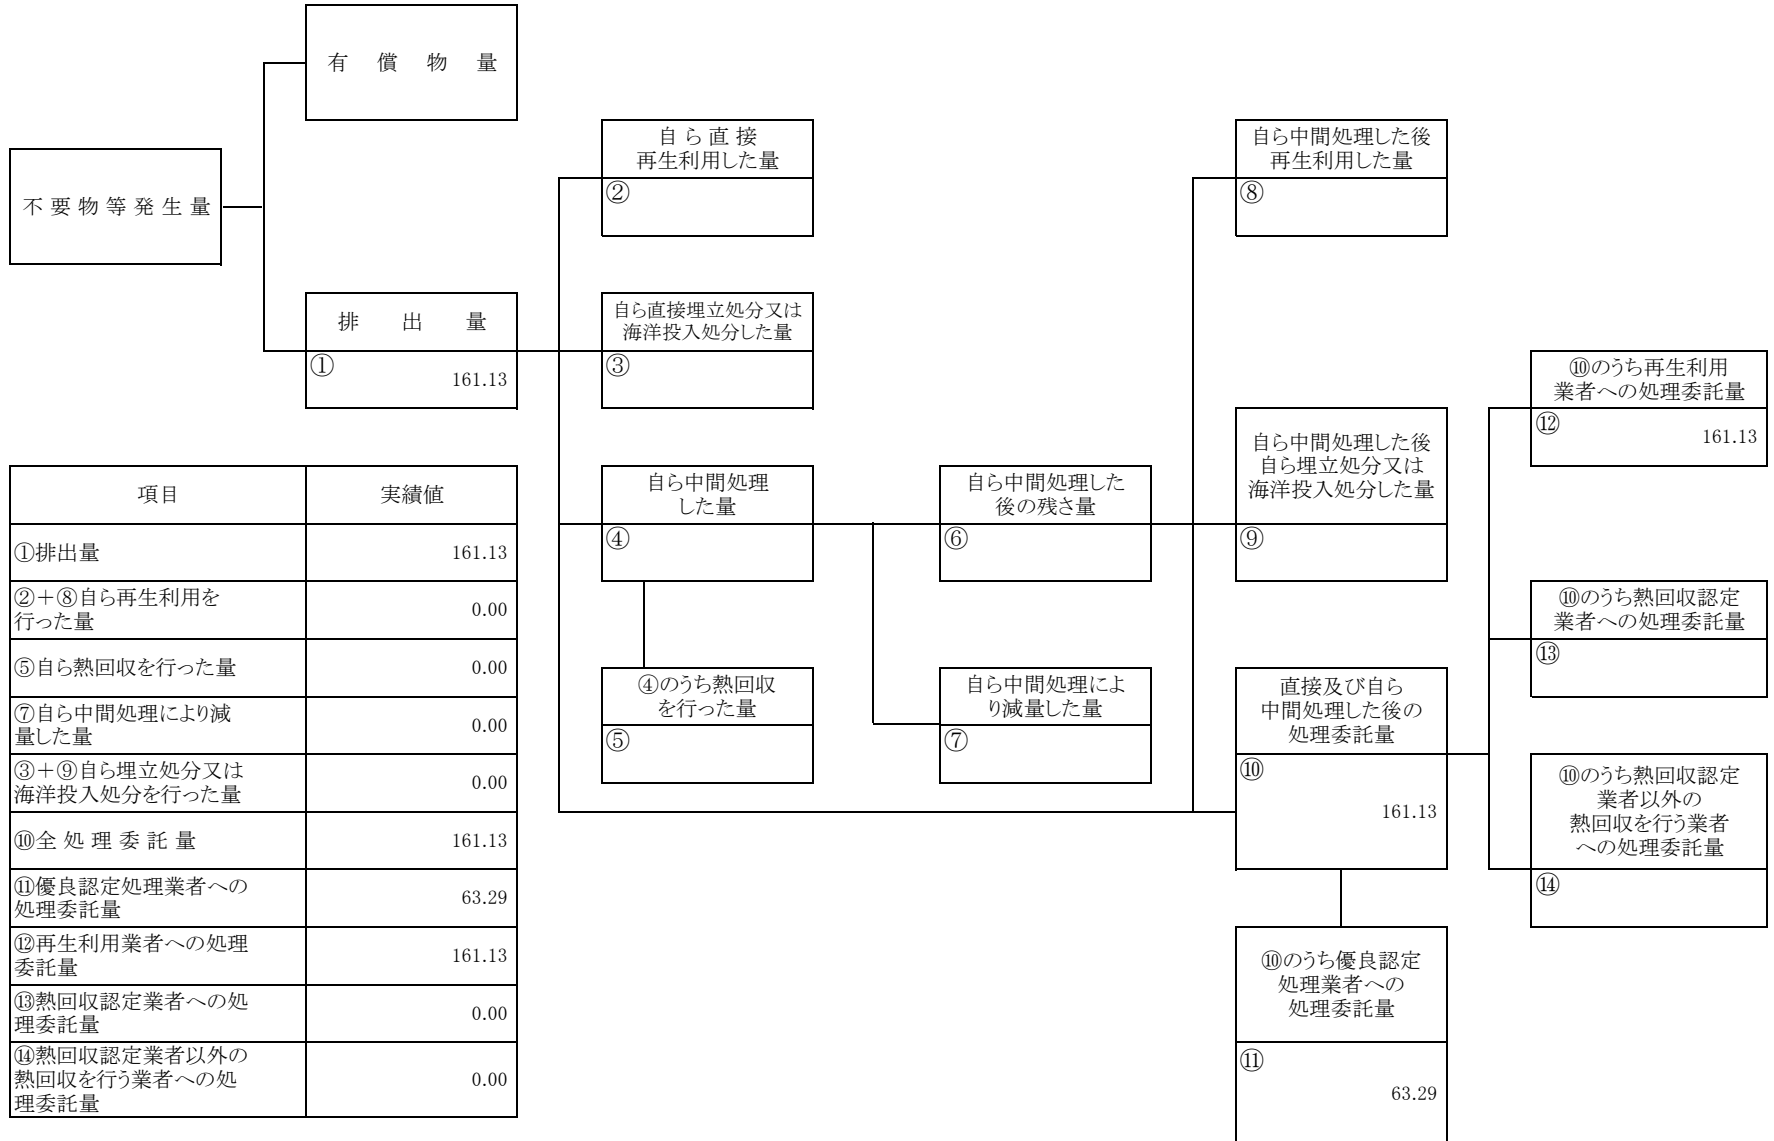 有償物量
不要物等発生量
排出量
①
161.13
自ら直接
再生利用した量
②
自ら直接埋立処分又は
海洋投入処分した量
③
自ら中間処理
した量
④
④のうち熱回収
を行った量
⑤
自ら中間処理した
後の残さ量
⑥
自ら中間処理によ
り減量した量
⑦
自ら中間処理した後
再生利用した量
⑧
自ら中間処理した後
自ら埋立処分又は
海洋投入処分した量
⑨
直接及び自ら
中間処理した後の
処理委託量
⑩
161.13
⑩のうち優良認定
処理業者への
処理委託量
⑪
63.29
⑩のうち再生利用
業者への処理委託量
⑫
161.13
⑩のうち熱回収認定
業者への処理委託量
⑬
⑩のうち熱回収認定
業者以外の
熱回収を行う業者
への処理委託量
⑭
項目 実績値
①排出量 161.13
②＋⑧自ら再生利用を
行った量 0.00
⑤自ら熱回収を行った量 0.00
⑦自ら中間処理により減
量した量 0.00
③＋⑨自ら埋立処分又は
海洋投入処分を行った量 0.00
⑩全処理委託量 161.13
⑪優良認定処理業者への
処理委託量 63.29
⑫再生利用業者への処理
委託量 161.13
⑬熱回収認定業者への処
理委託量 0.00
⑭熱回収認定業者以外の
熱回収を行う業者への処
理委託量 0.00